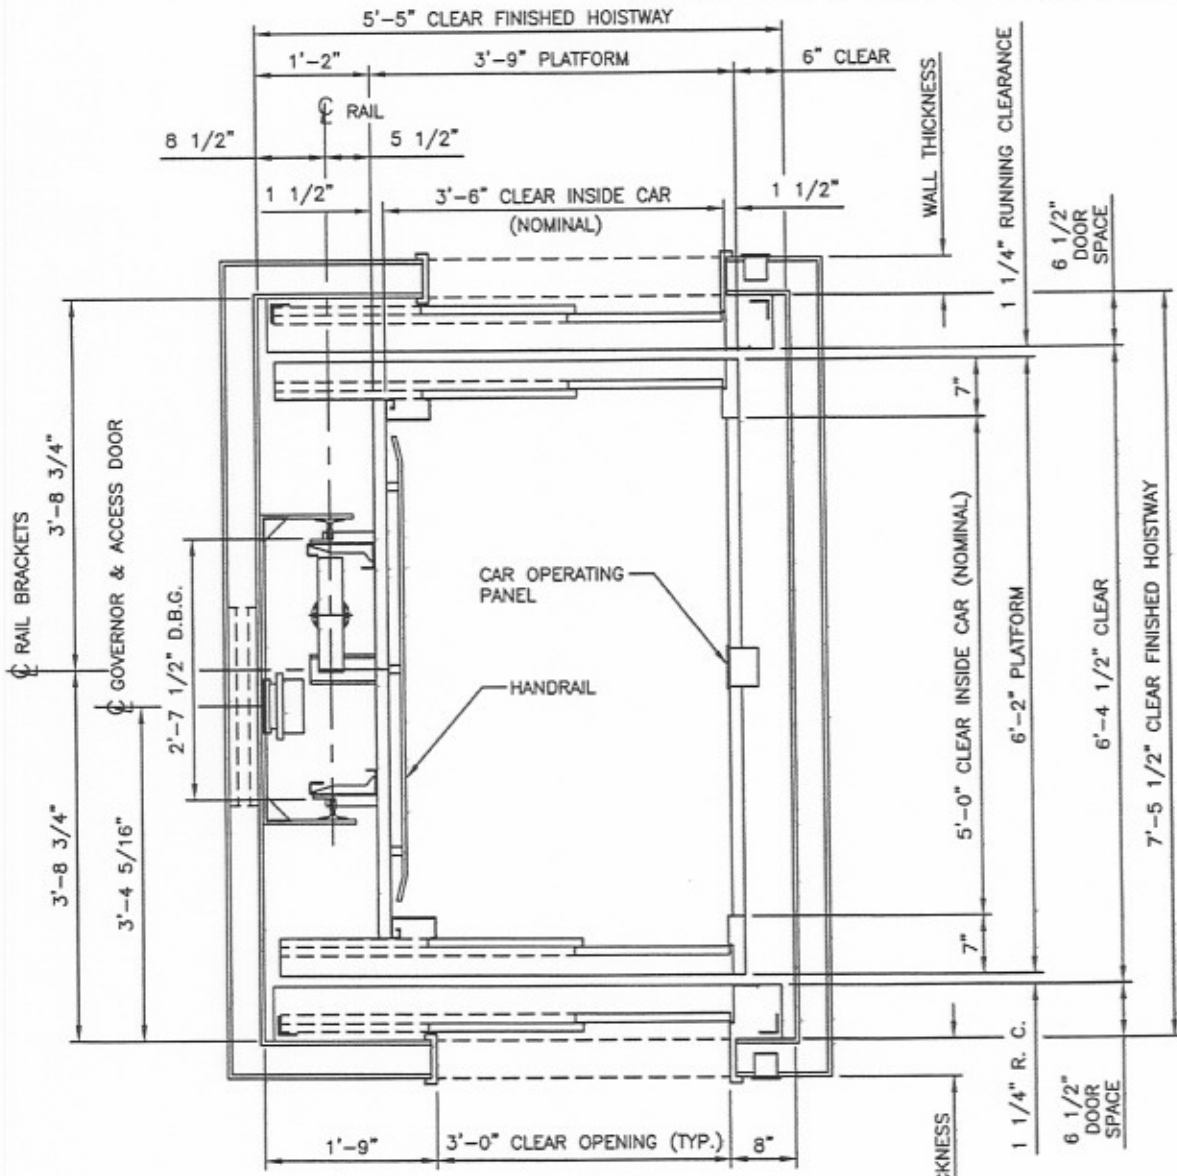 5'-5" CLEAR FINISHED HOISTWAY
1'-2"
3'-9" PLATFORM
6" CLEAR
℄ RAIL
8 1/2"
5 1/2"
1 1/2"
3'-6" CLEAR INSIDE CAR
(NOMINAL)
1 1/2"
WALL THICKNESS
1 1/4" RUNNING CLEARANCE
6 1/2"
DOOR
SPACE
℄ RAIL BRACKETS
3'-8 3/4"
3'-8 3/4"
℄ GOVERNOR & ACCESS DOOR
3'-4 5/16"
2'-7 1/2" D.B.G.
CAR OPERATING
PANEL
HANDRAIL
7"
5'-0" CLEAR INSIDE CAR (NOMINAL)
7"
6'-2" PLATFORM
6'-4 1/2" CLEAR
7'-5 1/2" CLEAR FINISHED HOISTWAY
1 1/4" R. C.
6 1/2"
DOOR
SPACE
1'-9"
3'-0" CLEAR OPENING (TYP.)
8"
CKNESS